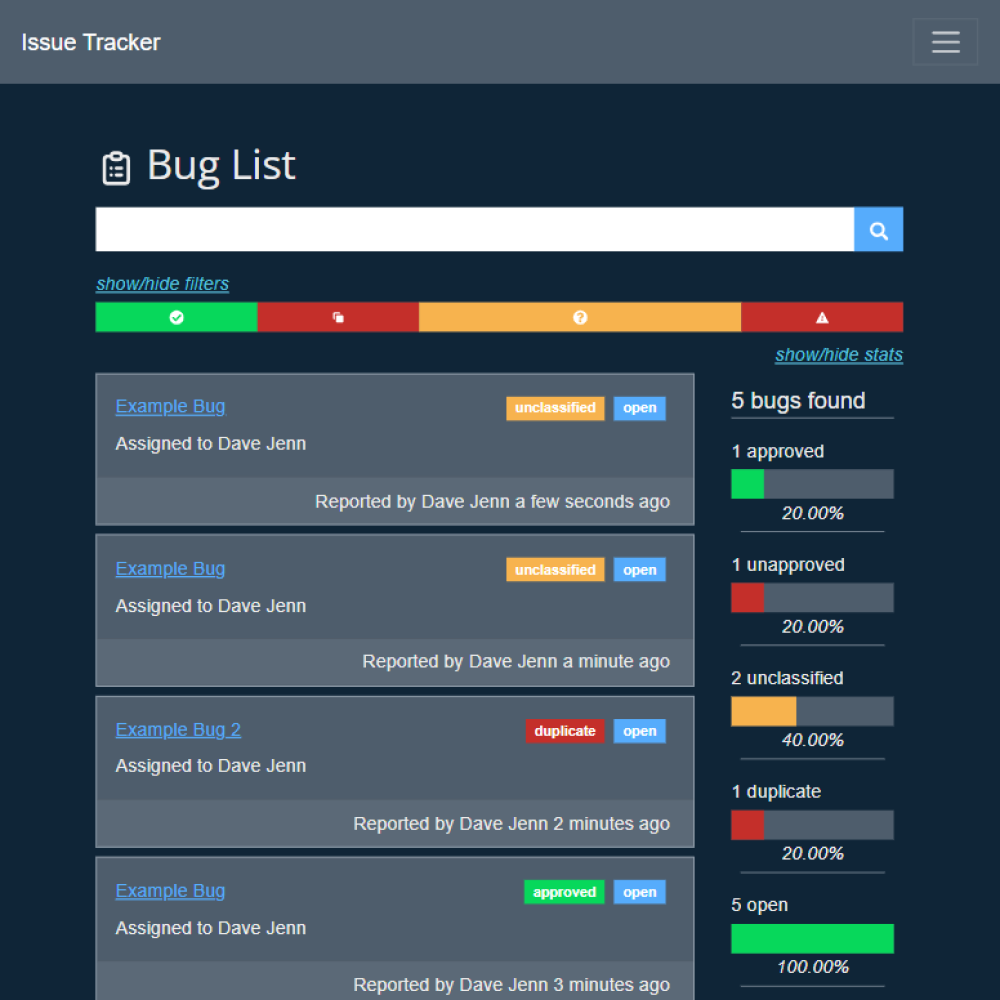 Issue Tracker
Bug List
show/hide filters
show/hide stats
Example Bug
unclassified
open
Assigned to Dave Jenn
Reported by Dave Jenn a few seconds ago
Example Bug
unclassified
open
Assigned to Dave Jenn
Reported by Dave Jenn a minute ago
Example Bug 2
duplicate
open
Assigned to Dave Jenn
Reported by Dave Jenn 2 minutes ago
Example Bug
approved
open
Assigned to Dave Jenn
Reported by Dave Jenn 3 minutes ago
5 bugs found
1 approved
20.00%
1 unapproved
20.00%
2 unclassified
40.00%
1 duplicate
20.00%
5 open
100.00%